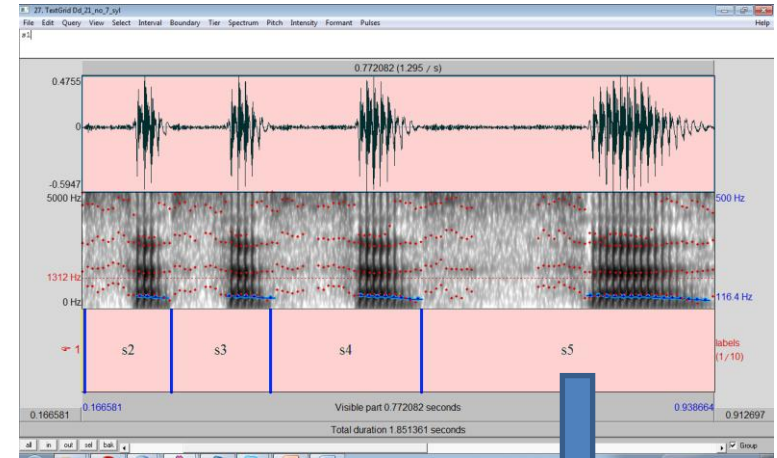 27. TextGrid Dd_21_no_7_syl
File Edit Query View Select Interval Boundary Tier Spectrum Pitch Intensity Formant Pulses Help
s1
0.772082 (1.295 / s)
0.4755
0
-0.5947
5000 Hz 500 Hz
1312 Hz
0 Hz 116.4 Hz
1 s2 s3 s4 s5 labels
(1/10)
0.166581 0.166581 Visible part 0.772082 seconds 0.938664 0.912697
Total duration 1.851361 seconds
all in out sel bak Group